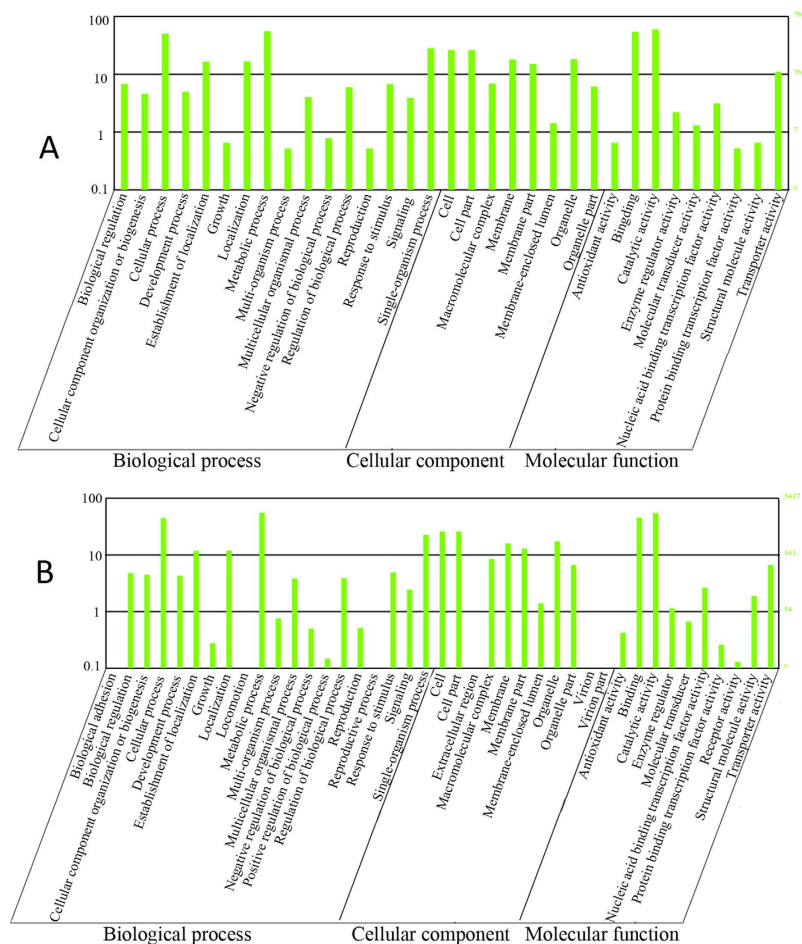 A
100
10
1
0.1
78
78
7
0
Biological regulation
Cellular component organization or biogenesis
Cellular process
Development process
Establishment of localization
Growth
Localization
Metabolic process
Multi-organism process
Multicellular organismal process
Negative regulation of biological process
Regulation of biological process
Reproduction
Response to stimulus
Signaling
Single-organism process
Cell
Cell part
Macromolecular complex
Membrane
Membrane part
Membrane-enclosed lumen
Organelle
Organelle part
Antioxidant activity
Bingding
Catalytic activity
Enzyme regulator activity
Molecular transducer activity
Nucleic acid binding transcription factor activity
Protein binding transcription factor activity
Structural molecule activity
Transporter activity
Biological process
Cellular component
Molecular function
B
100
10
1
0.1
5417
541
54
0
Biological adhesion
Biological regulation
Cellular component organization or biogenesis
Cellular process
Development process
Establishment of localization
Growth
Localization
Locomotion
Metabolic process
Multi-organism process
Multicellular organismal process
Negative regulation of biological process
Positive regulation of biological process
Regulation of biological process
Reproduction
Reproductive process
Response to stimulus
Signaling
Single-organism process
Cell
Cell part
Extracellular region
Macromolecular complex
Membrane
Membrane part
Membrane-enclosed lumen
Organelle
Organelle part
Virion
Virion part
Antioxidant activity
Binding
Catalytic activity
Enzyme regulator
Molecular transducer
Nucleic acid binding transcription factor activity
Protein binding transcription factor activity
Receptor activity
Structural molecule activity
Transporter activity
Biological process
Cellular component
Molecular function